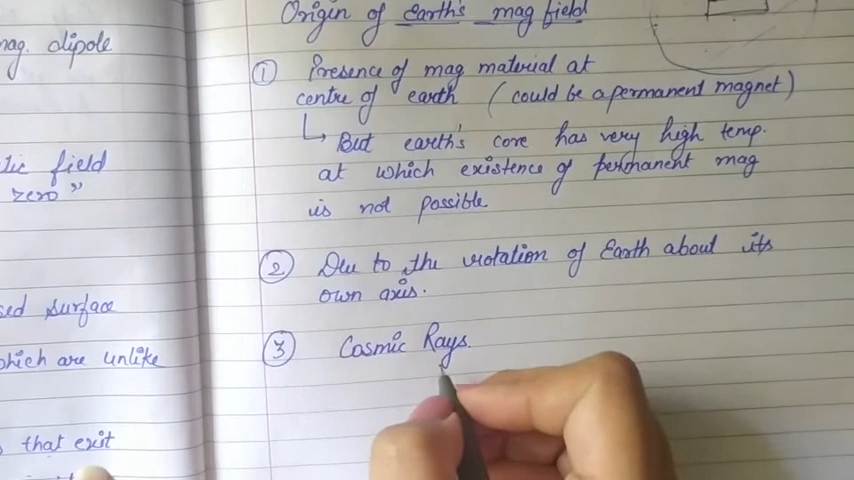 mag. dipole
tic field
zero"
sed surface
which are unlike
that exit
Origin of Earth's mag field
① Presence of mag material at
centre of earth (could be a permanent magnet)
↳ But earth's core has very high temp.
at which existence of permanent mag
is not possible.
② Due to the rotation of Earth about its
own axis.
③ Cosmic Rays.